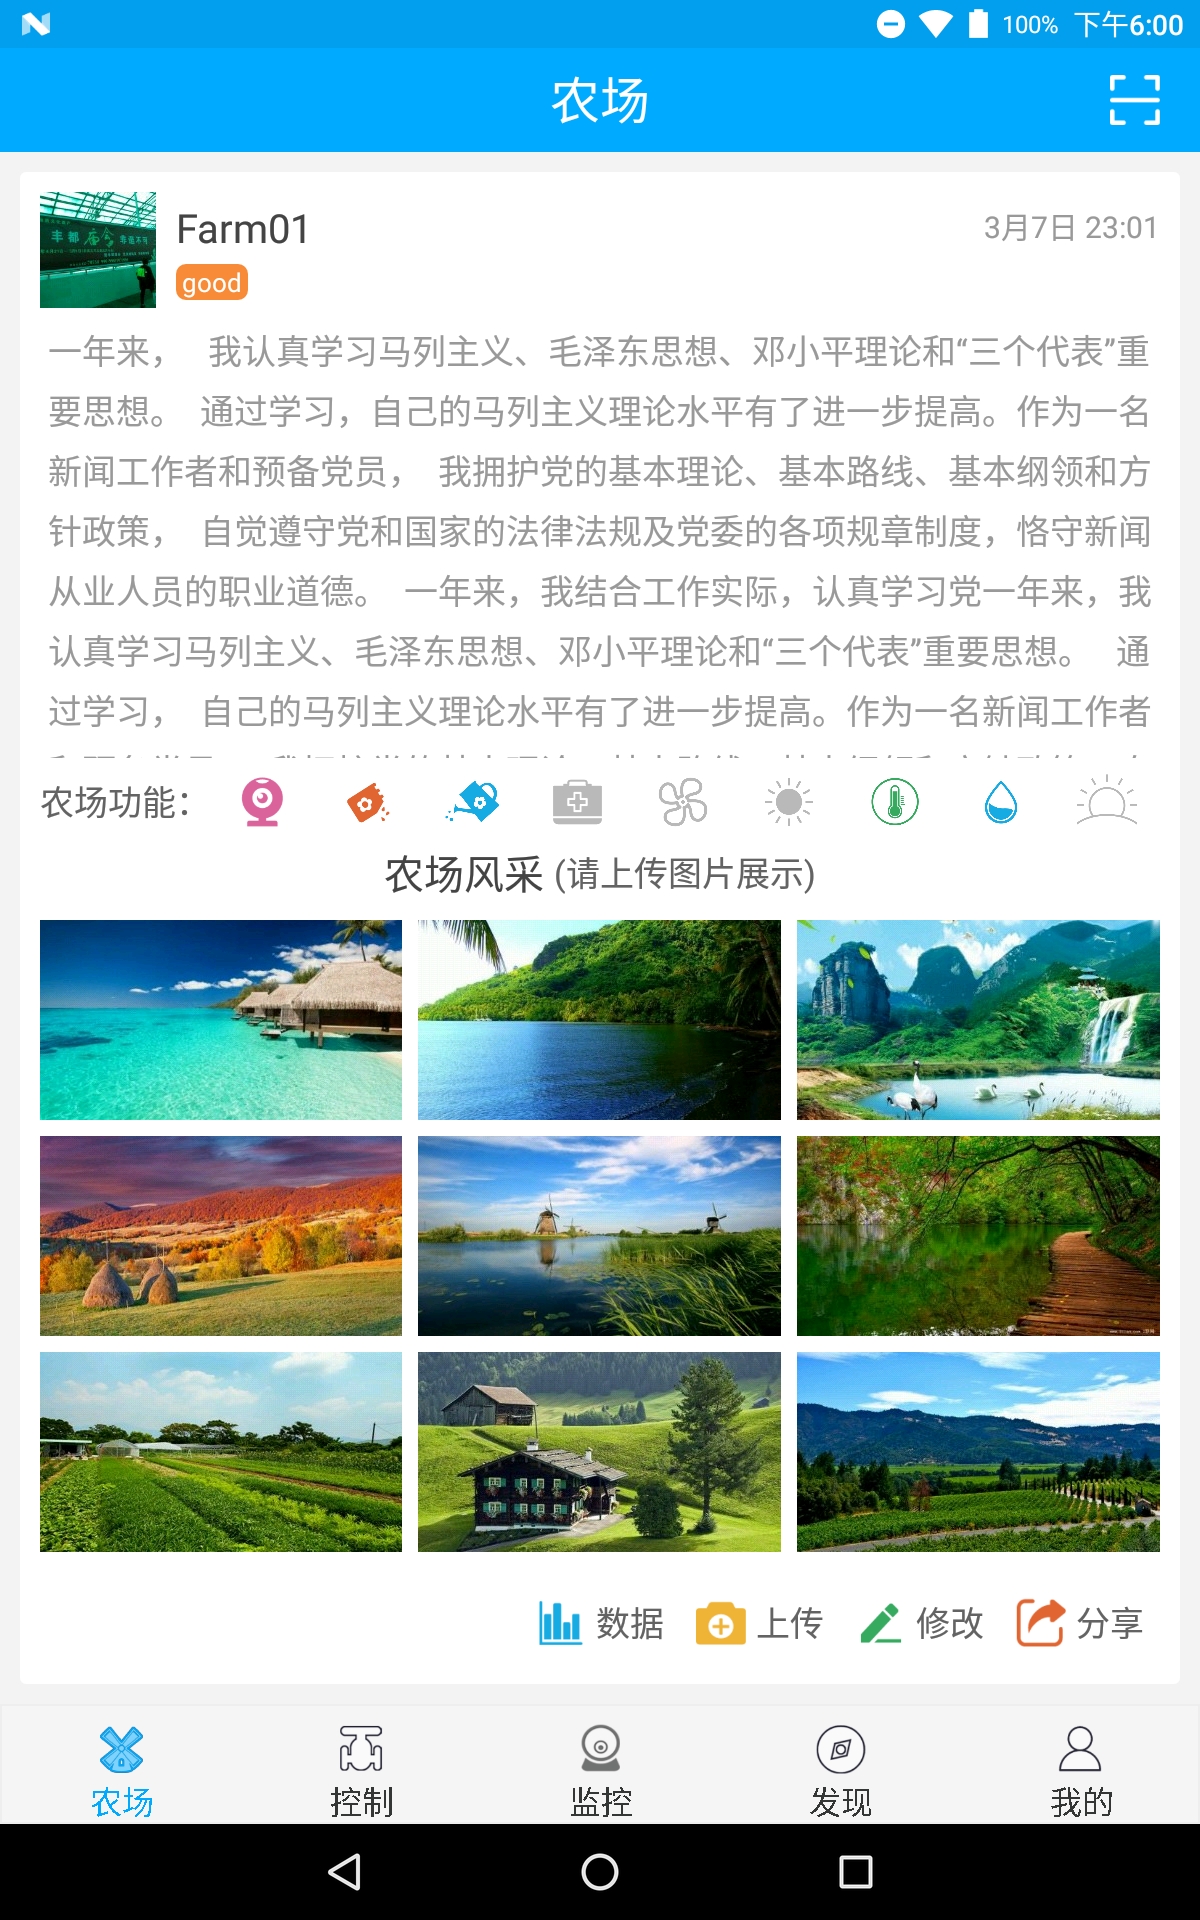 100% 下午6:00
农场
丰都庙会
Farm01
3月7日 23:01
good
一年来， 我认真学习马列主义、毛泽东思想、邓小平理论和“三个代表”重
要思想。 通过学习，自己的马列主义理论水平有了进一步提高。作为一名
新闻工作者和预备党员， 我拥护党的基本理论、基本路线、基本纲领和方
针政策， 自觉遵守党和国家的法律法规及党委的各项规章制度，恪守新闻
从业人员的职业道德。 一年来，我结合工作实际，认真学习党一年来，我
认真学习马列主义、毛泽东思想、邓小平理论和“三个代表”重要思想。 通
过学习， 自己的马列主义理论水平有了进一步提高。作为一名新闻工作者
农场功能：
农场风采 (请上传图片展示)
数据 上传 修改 分享
农场 控制 监控 发现 我的